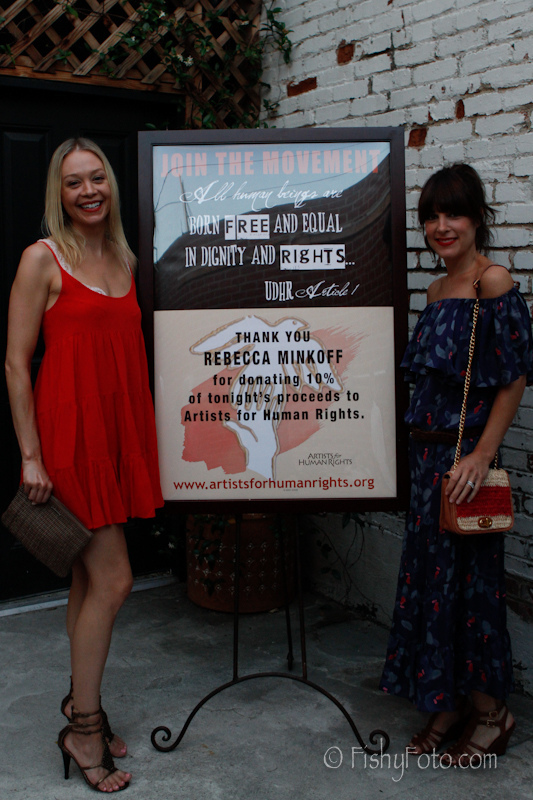 JOIN THE MOVEMENT
All human beings are
BORN FREE AND EQUAL
IN DIGNITY AND RIGHTS...
UDHR Article 1
THANK YOU
REBECCA MINKOFF
for donating 10%
of tonight's proceeds to
Artists for Human Rights.
ARTISTS for
HUMAN RIGHTS
www.artistsforhumanrights.org
© FishyFoto.com